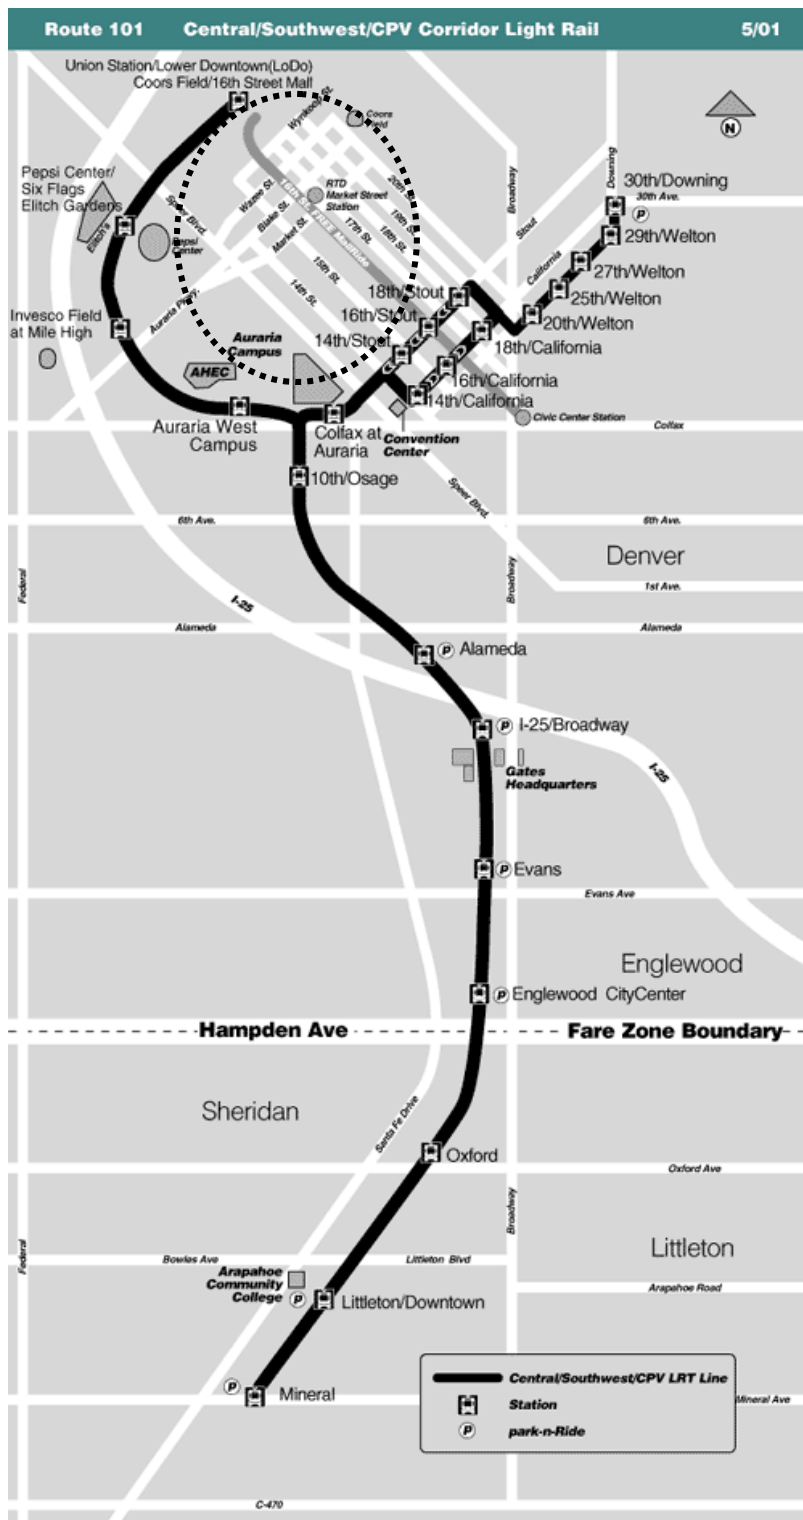 Route 101 Central/Southwest/CPV Corridor Light Rail 5/01
Union Station/Lower Downtown(LoDo)
Coors Field/16th Street Mall
Wynkoop St.
Coors
Field
N
Pepsi Center/
Six Flags
Elitch Gardens
Elitch's
Speer Blvd.
Pepsi
Center
Wazee St.
Blake St.
Market St.
RTD
Market Street
Station
16th St. FREE MallRide
20th St.
19th St.
18th St.
17th St.
15th St.
14th St.
Broadway
Stout
California
Downing
30th/Downing
30th Ave.
P
29th/Welton
27th/Welton
25th/Welton
20th/Welton
18th/Stout
16th/Stout
14th/Stout
18th/California
16th/California
14th/California
Auraria Pkwy.
Invesco Field
at Mile High
Auraria
Campus
AHEC
Civic Center Station
Colfax
Auraria West
Campus
Colfax at
Auraria
Convention
Center
10th/Osage
Speer Blvd.
6th Ave.
6th Ave.
Denver
Federal
Broadway
1st Ave.
I-25
Alameda
Alameda
P Alameda
P I-25/Broadway
I-25
Gates
Headquarters
P Evans
Evans Ave
Englewood
P Englewood CityCenter
Hampden Ave
Fare Zone Boundary
Sheridan
Santa Fe Drive
Oxford
Oxford Ave
Broadway
Federal
Littleton
Bowles Ave
Littleton Blvd
Arapahoe
Community
College P
Arapahoe Road
Littleton/Downtown
P
Mineral
Mineral Ave
Central/Southwest/CPV LRT Line
Station
P park-n-Ride
C-470